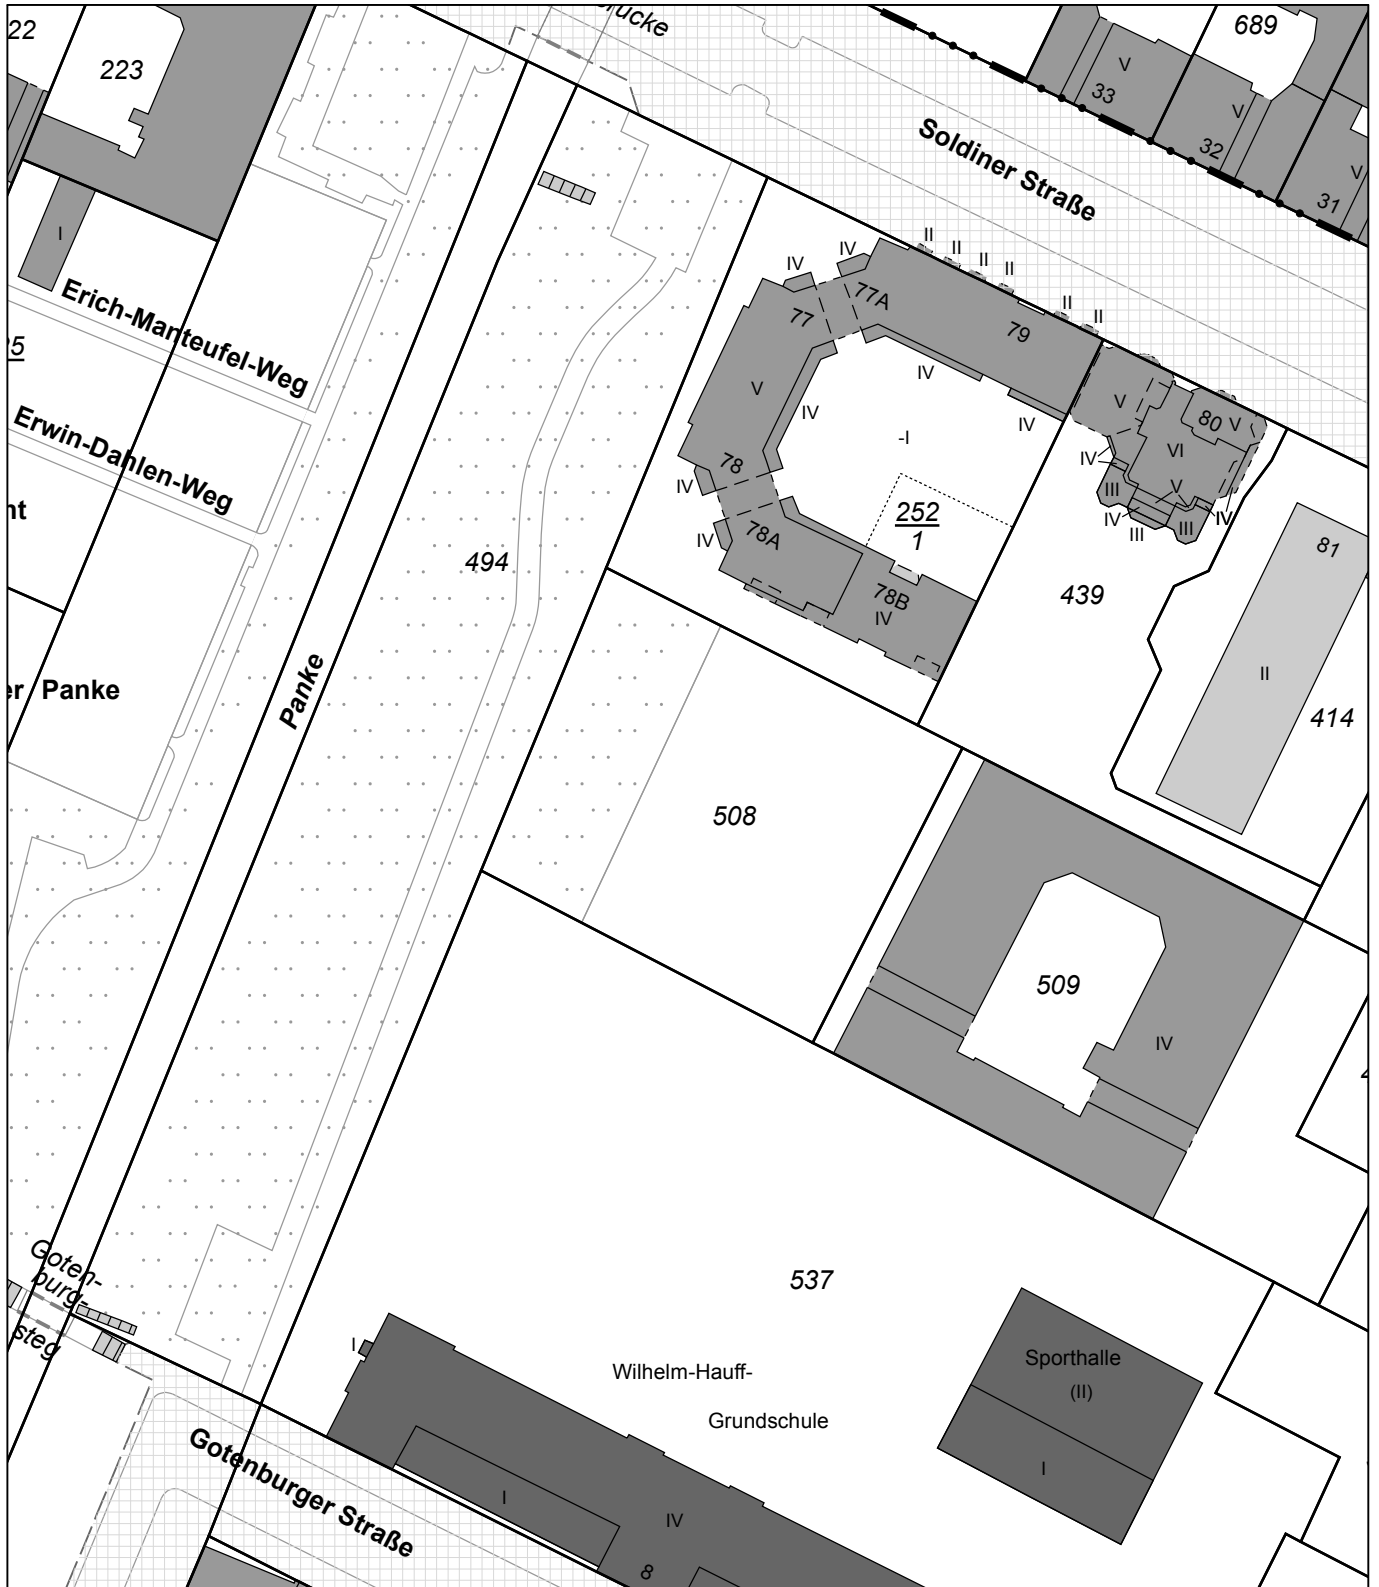 22
223
689
V
33
V
32
V
31
Soldiner Straße
I
Erich-Manteufel-Weg
Erwin-Dahlen-Weg
II
II
II
II
II
II
IV
IV
77A
77
79
V
IV
IV
IV
78
IV
IV
78A
78B
IV
-I
252
1
V
80
V
VI
IV
III
V
IV
III
III
IV
439
81
II
414
494
Panke
Panke
508
509
IV
537
Goten-
burg-
steg
I
Wilhelm-Hauff-
Grundschule
Sporthalle
(II)
I
Gotenburger Straße
I
IV
8